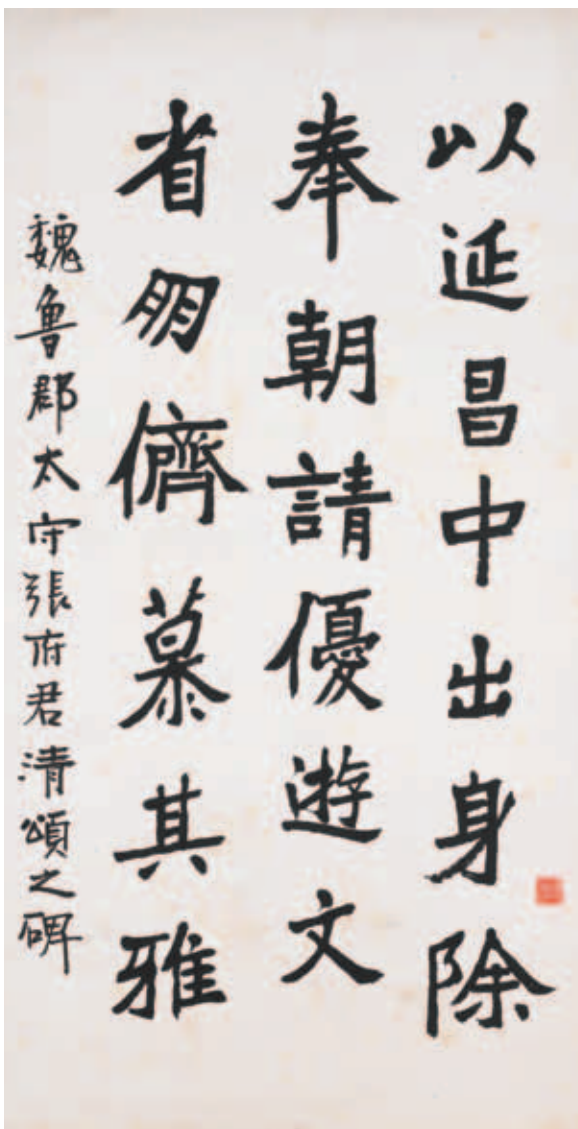 以延昌中出身除
奉朝請優遊文
省朋儕慕其雅
魏魯郡太守張府君清頌之碑